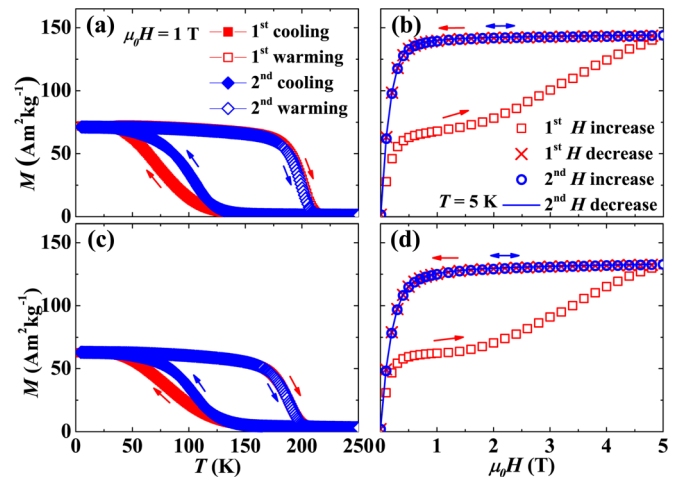 (a) μ₀H = 1 T
1ˢᵗ cooling
1ˢᵗ warming
2ⁿᵈ cooling
2ⁿᵈ warming
M (Am²kg⁻¹)
150
100
50
0
(b)
1ˢᵗ H increase
1ˢᵗ H decrease
2ⁿᵈ H increase
2ⁿᵈ H decrease
T = 5 K
(c)
M (Am²kg⁻¹)
150
100
50
0
0 50 100 150 200 250
T (K)
(d)
0 1 2 3 4 5
μ₀H (T)